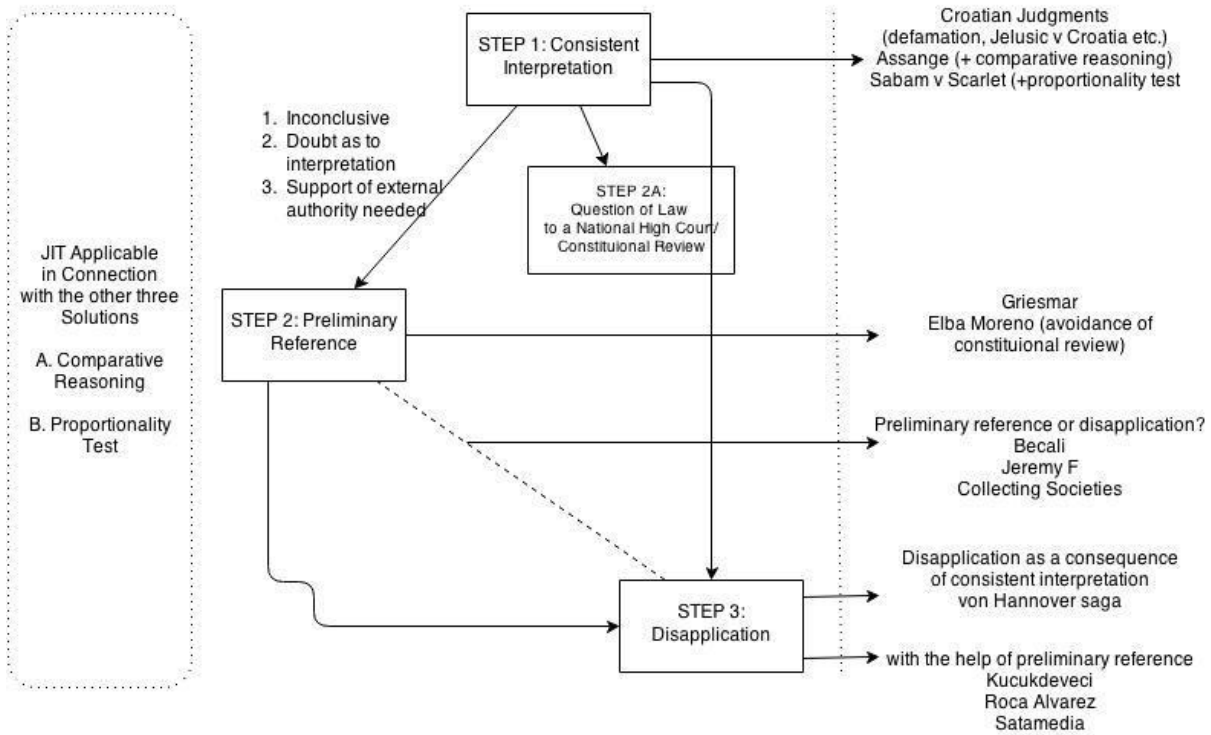 JIT Applicable
in Connection
with the other three
Solutions
A. Comparative
Reasoning
B. Proportionality
Test
STEP 1: Consistent
Interpretation
1. Inconclusive
2. Doubt as to
interpretation
3. Support of external
authority needed
STEP 2A:
Question of Law
to a National High Court/
Constituional Review
STEP 2: Preliminary
Reference
STEP 3:
Disapplication
Croatian Judgments
(defamation, Jelusic v Croatia etc.)
Assange (+ comparative reasoning)
Sabam v Scarlet (+proportionality test
Griesmar
Elba Moreno (avoidance of
constituional review)
Preliminary reference or disapplication?
Becali
Jeremy F
Collecting Societies
Disapplication as a consequence
of consistent interpretation
von Hannover saga
with the help of preliminary reference
Kucukdeveci
Roca Alvarez
Satamedia